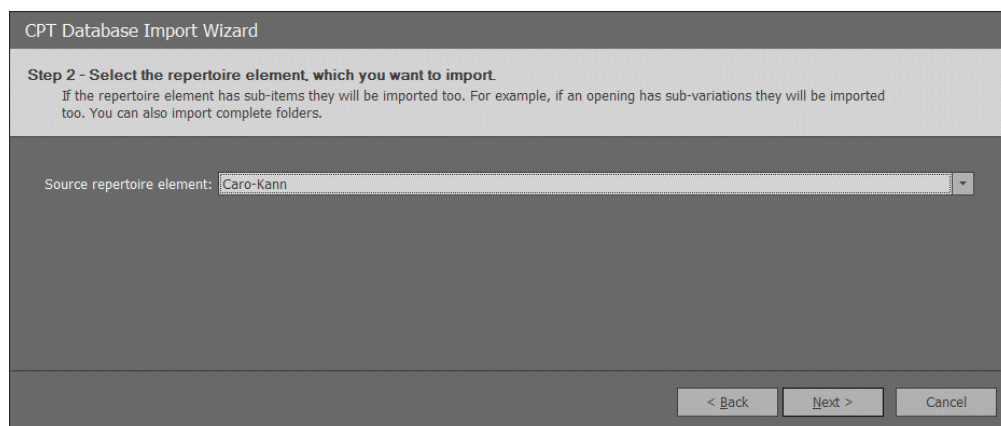 CPT Database Import Wizard
Step 2 - Select the repertoire element, which you want to import.
If the repertoire element has sub-items they will be imported too. For example, if an opening has sub-variations they will be imported
too. You can also import complete folders.
Source repertoire element: Caro-Kann
< Back Next > Cancel